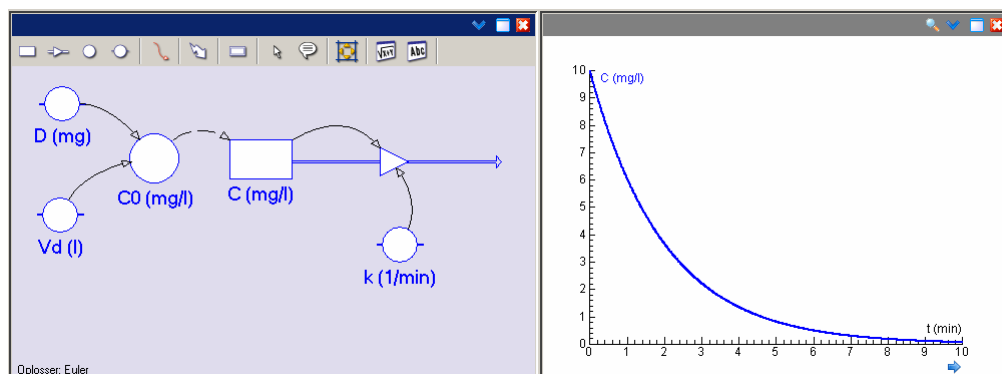 √x+y Abc
D (mg)
C0 (mg/l)
C (mg/l)
Vd (l)
k (1/min)
Oplosser: Euler
C (mg/l)
10
9
8
7
6
5
4
3
2
1
0
t (min)
0 1 2 3 4 5 6 7 8 9 10